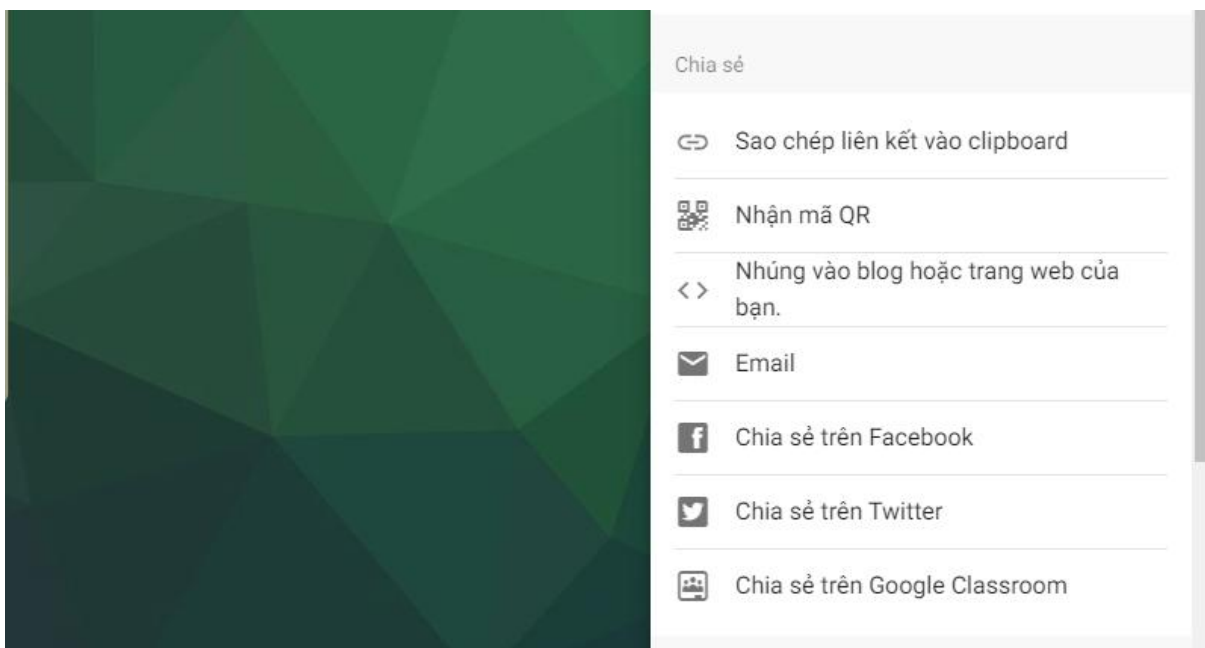 Chia sẻ
Sao chép liên kết vào clipboard
Nhận mã QR
Nhúng vào blog hoặc trang web của
bạn.
Email
Chia sẻ trên Facebook
Chia sẻ trên Twitter
Chia sẻ trên Google Classroom